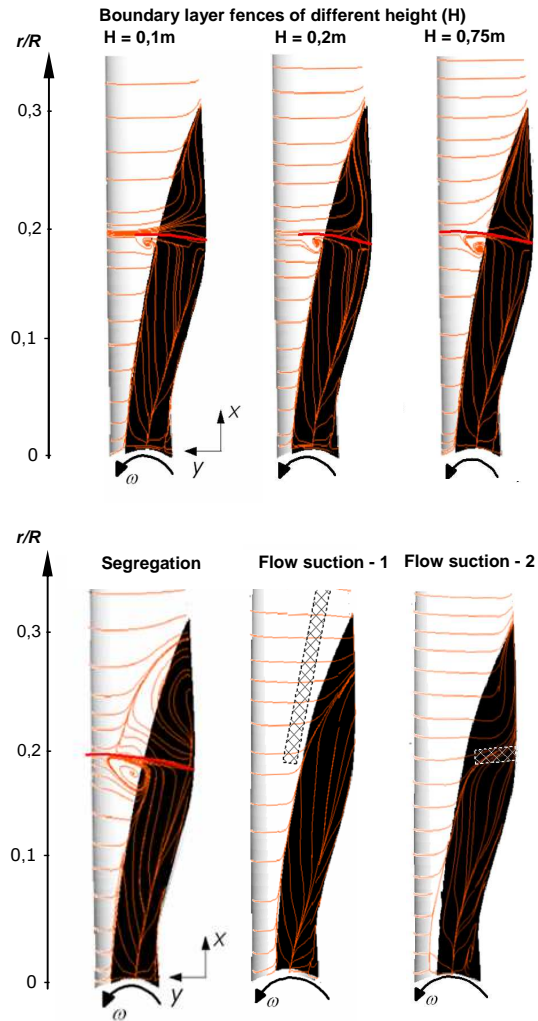 Boundary layer fences of different height (H)
r/R H = 0,1m H = 0,2m H = 0,75m
0,3
0,2
0,1
x
0 y
ω ω
r/R Segregation Flow suction - 1 Flow suction - 2
0,3
0,2
0,1
x
0 y
ω ω ω